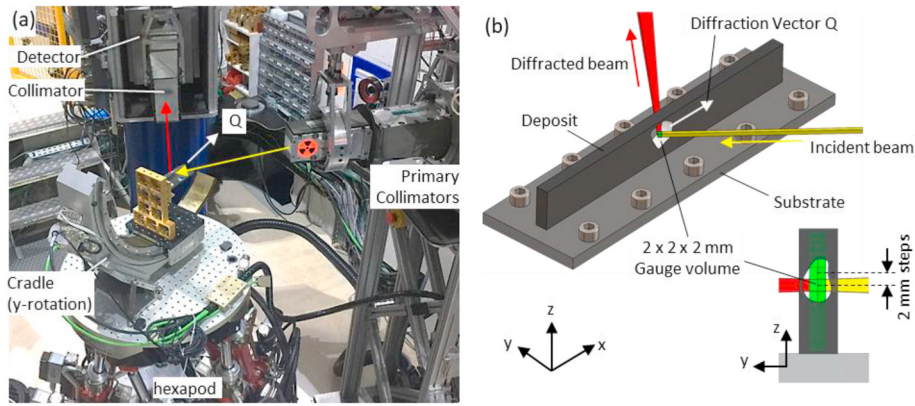 (a)
Detector
Collimator
Q
Primary
Collimators
Cradle
(y-rotation)
hexapod
(b)
Diffraction Vector Q
Diffracted beam
Deposit
Incident beam
Substrate
2 x 2 x 2 mm
Gauge volume
2 mm steps
z
y
x
z
y